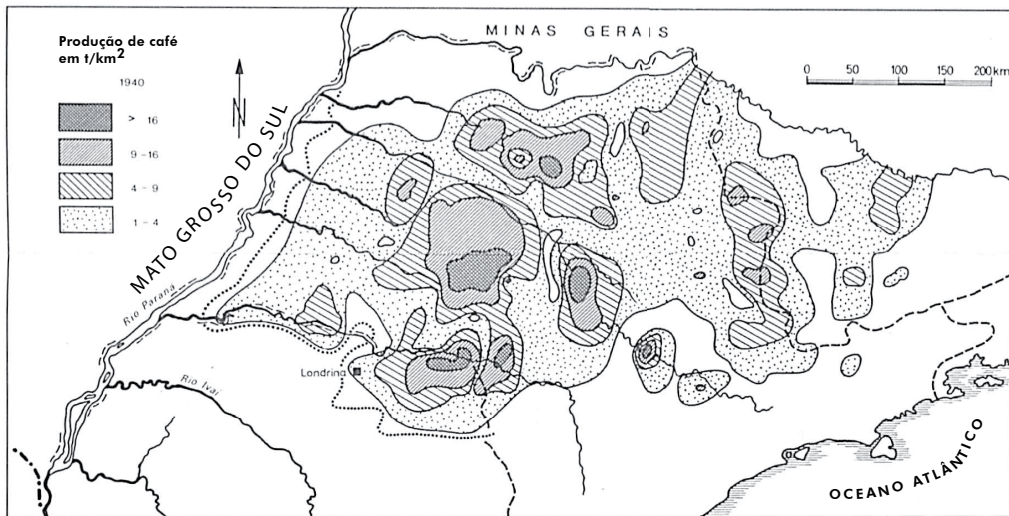 MINAS GERAIS
Produção de café
em t/km²
1940
> 16
9 - 16
4 - 9
1 - 4
N
0 50 100 150 200 km
MATO GROSSO DO SUL
Rio Paraná
Londrina
Rio Ivaí
OCEANO ATLÂNTICO